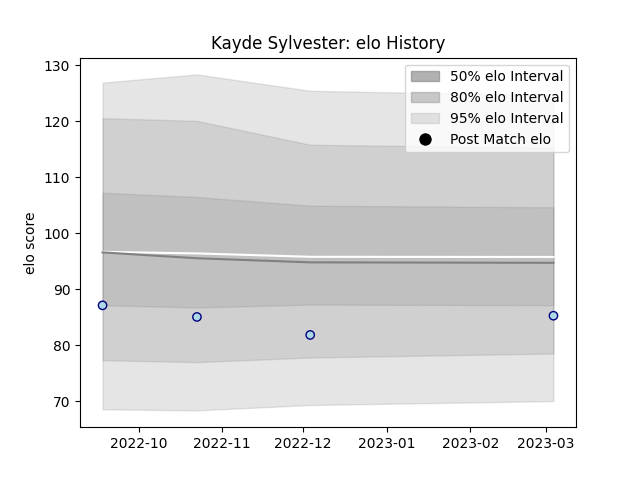 Kayde Sylvester: elo History
130
120
110
100
90
80
70
elo score
50% elo Interval
80% elo Interval
95% elo Interval
Post Match elo
2022-10 2022-11 2022-12 2023-01 2023-02 2023-03